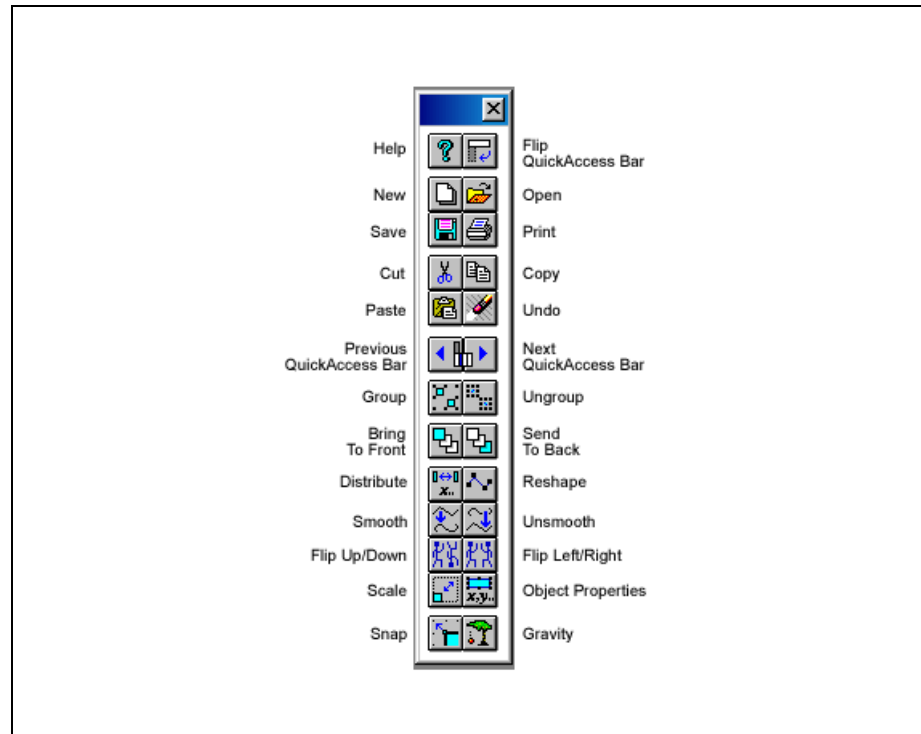 Help
Flip
QuickAccess Bar
New
Open
Save
Print
Cut
Copy
Paste
Undo
Previous
QuickAccess Bar
Next
QuickAccess Bar
Group
Ungroup
Bring
To Front
Send
To Back
Distribute
x..
Reshape
Smooth
Unsmooth
Flip Up/Down
Flip Left/Right
Scale
x,y..
Object Properties
Snap
Gravity